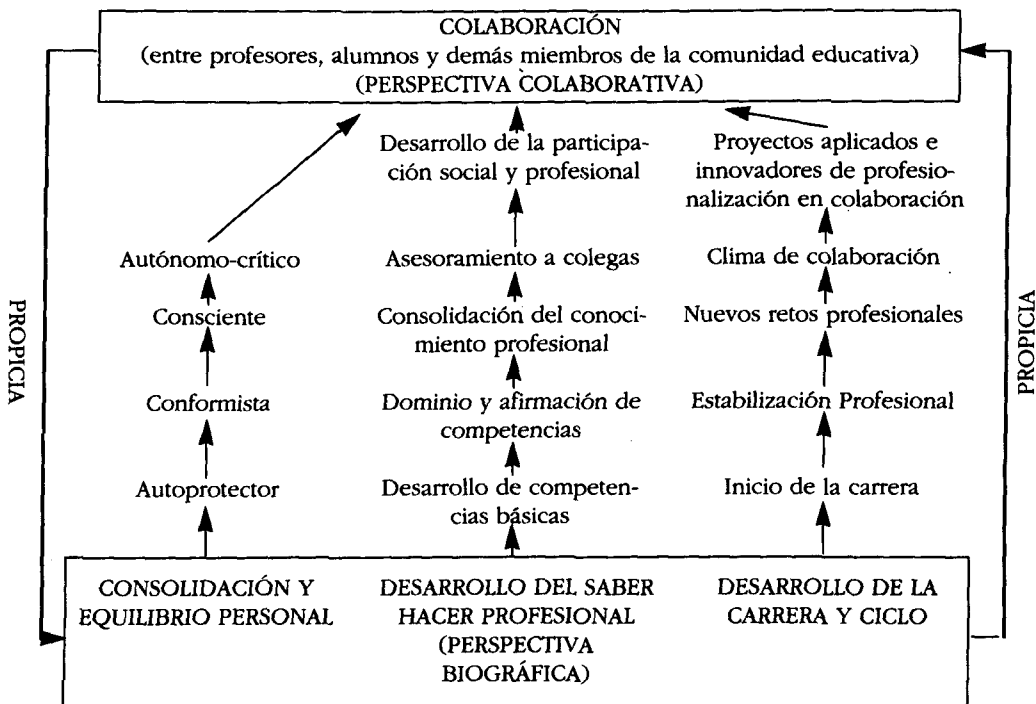 COLABORACIÓN
(entre profesores, alumnos y demás miembros de la comunidad educativa)
(PERSPECTIVA COLABORATIVA)
Desarrollo de la participa-
ción social y profesional
Proyectos aplicados e
innovadores de profesio-
nalización en colaboración
Autónomo-crítico
Asesoramiento a colegas
Clima de colaboración
Consciente
Consolidación del conoci-
miento profesional
Nuevos retos profesionales
Conformista
Dominio y afirmación de
competencias
Estabilización Profesional
Autoprotector
Desarrollo de competen-
cias básicas
Inicio de la carrera
PROPICIA
PROPICIA
CONSOLIDACIÓN Y
EQUILIBRIO PERSONAL
DESARROLLO DEL SABER
HACER PROFESIONAL
(PERSPECTIVA
BIOGRÁFICA)
DESARROLLO DE LA
CARRERA Y CICLO